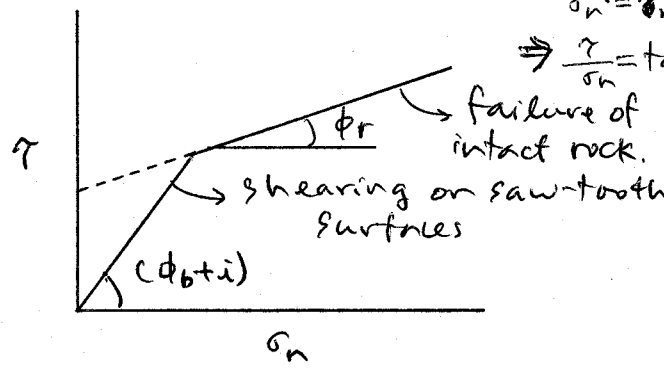 ⇒ τ/σn = ta
τ
φr
failure of
intact rock.
shearing on saw-tooth
surfaces
(φb+i)
σn